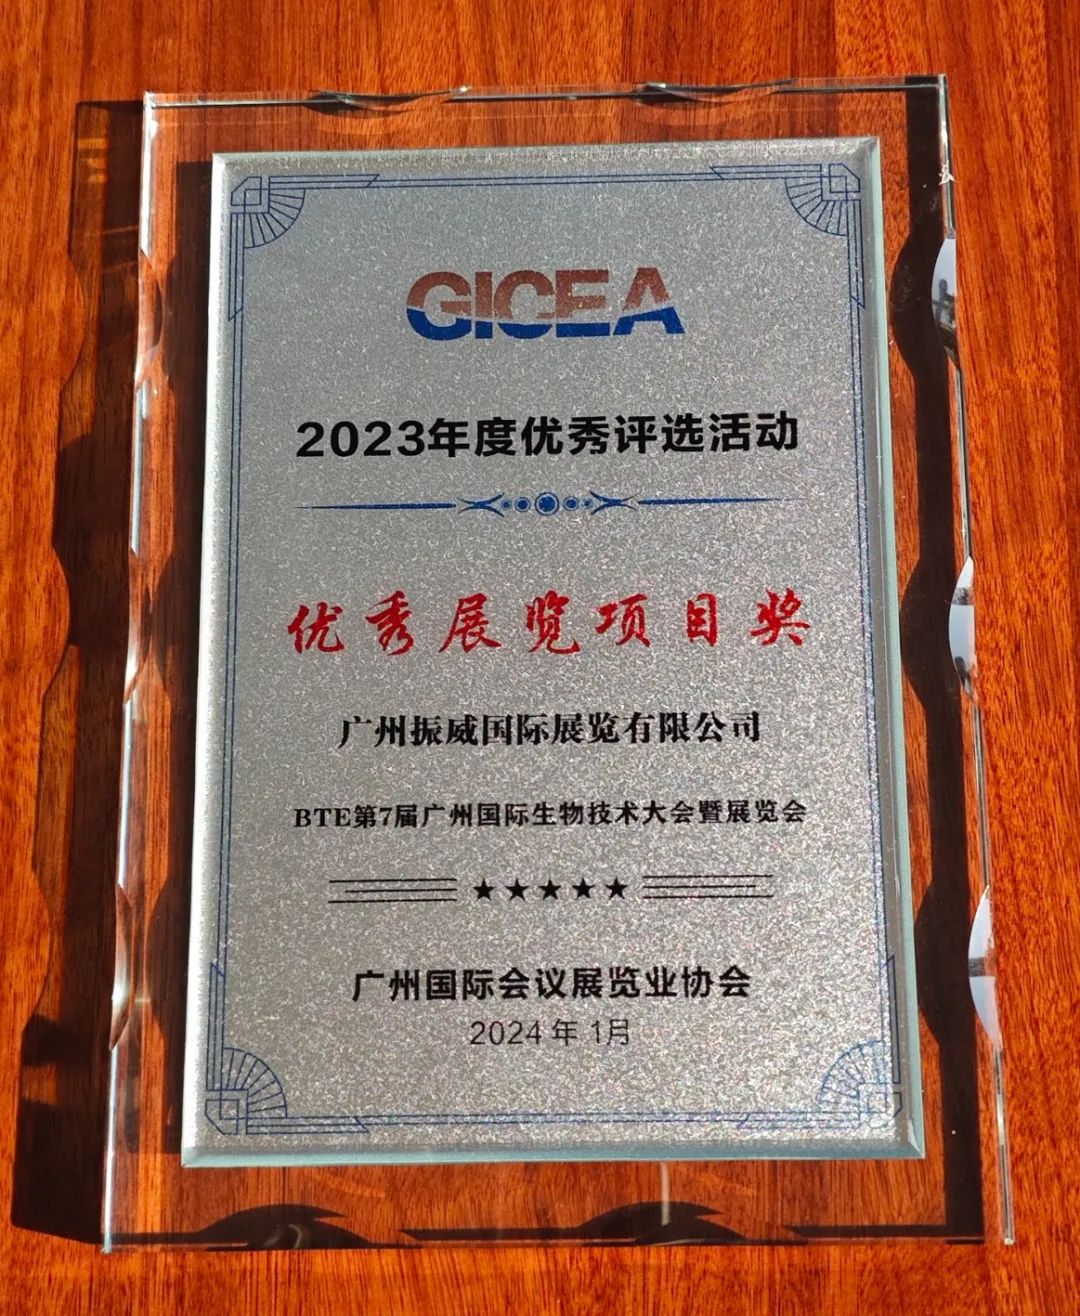 GICEA
2023年度优秀评选活动
优秀展览项目奖
广州振威国际展览有限公司
BTE第7届广州国际生物技术大会暨展览会
广州国际会议展览业协会
2024年1月